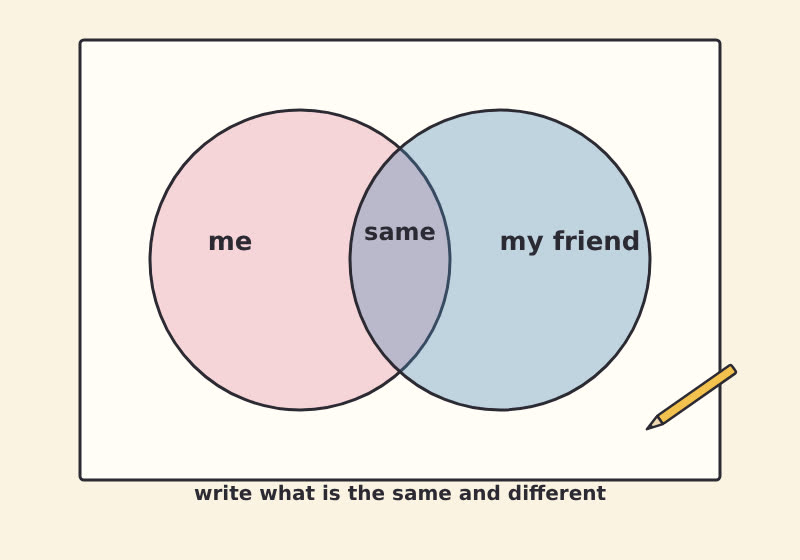 me
same
my friend
write what is the same and different